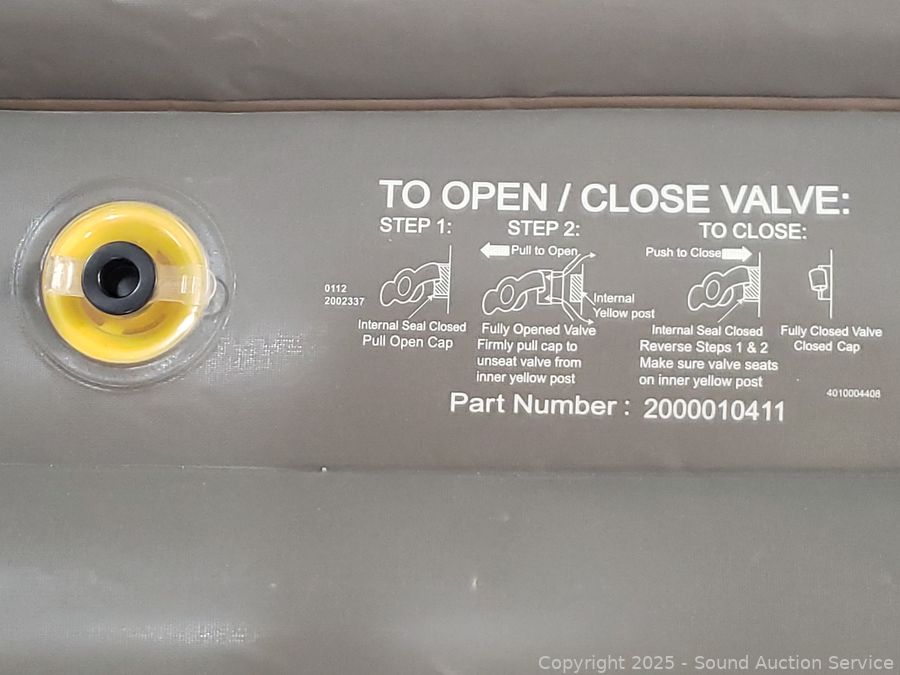 TO OPEN / CLOSE VALVE:
STEP 1:
STEP 2:
TO CLOSE:
Pull to Open
Push to Close
0112
2002337
Internal
Yellow post
Internal Seal Closed
Pull Open Cap
Fully Opened Valve
Firmly pull cap to
unseat valve from
inner yellow post
Internal Seal Closed
Reverse Steps 1 & 2
Make sure valve seats
on inner yellow post
Fully Closed Valve
Closed Cap
4010004408
Part Number : 2000010411
Copyright 2025 - Sound Auction Service